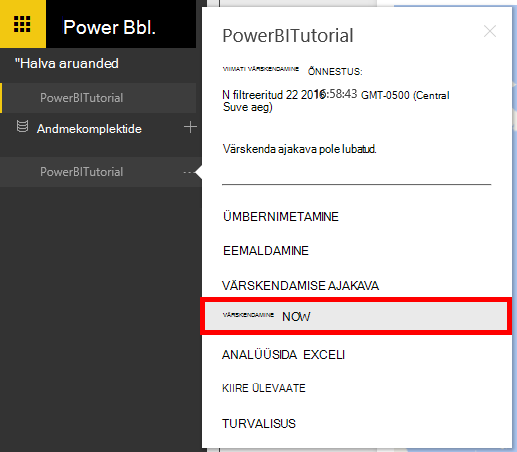 Power Bbl.
"Halva aruanded
PowerBITutorial
Andmekomplektide
PowerBITutorial
PowerBITutorial
VIIMATI VÄRSKENDAMINE ÕNNESTUS:
N filtreeritud 22 2016 16:58:43 GMT-0500 (Central
Suve aeg)
Värskenda ajakava pole lubatud.
ÜMBERNIMETAMINE
EEMALDAMINE
VÄRSKENDAMISE AJAKAVA
VÄRSKENDAMINE NOW
ANALÜÜSIDA EXCELI
KIIRE ÜLEVAATE
TURVALISUS